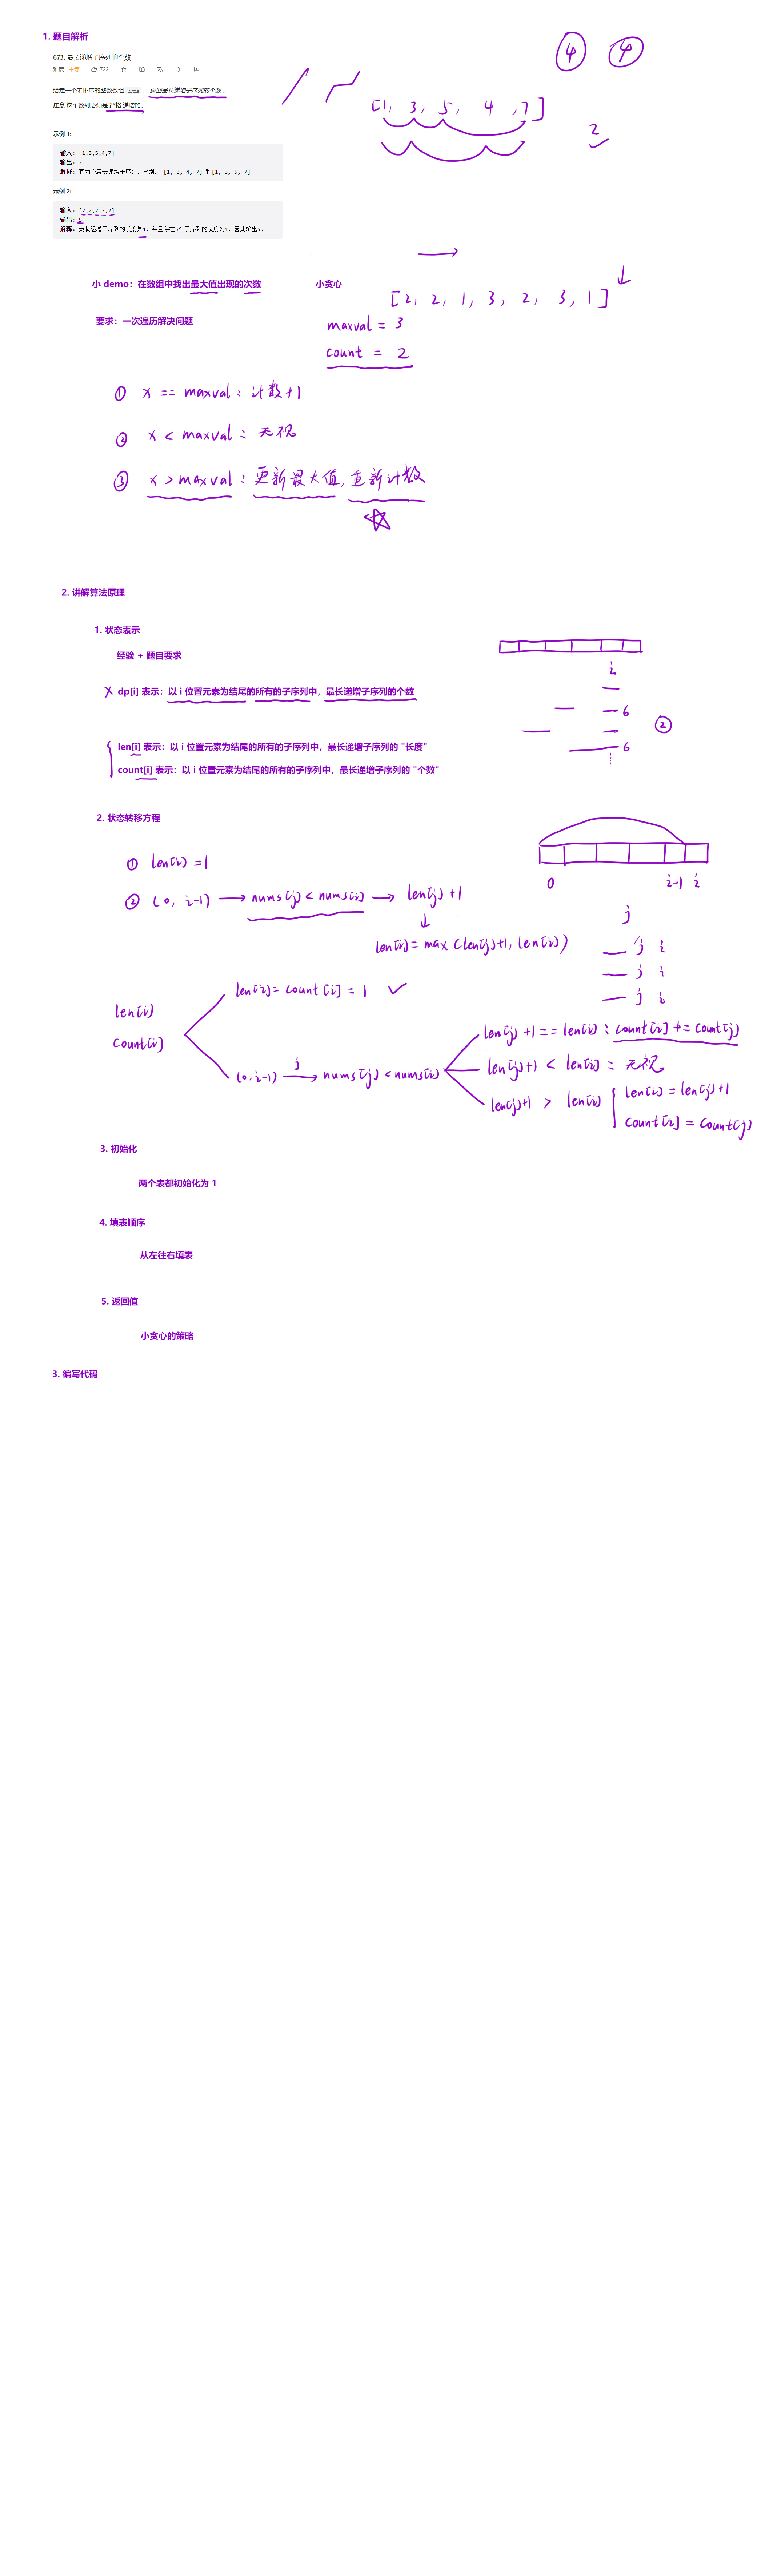 1. 题目解析
673. 最长递增子序列的个数
难度 中等 722
给定一个未排序的整数数组 nums ， 返回最长递增子序列的个数 。
注意 这个数列必须是 严格 递增的。
④ ④
[1, 3, 5, 4, 7]
2
示例 1:
输入: [1,3,5,4,7]
输出: 2
解释: 有两个最长递增子序列，分别是 [1, 3, 4, 7] 和[1, 3, 5, 7]。
示例 2:
输入: [2,2,2,2,2]
输出: 5
解释: 最长递增子序列的长度是1，并且存在5个子序列的长度为1，因此输出5。
小 demo：在数组中找出最大值出现的次数
小贪心
[2, 2, 1, 3, 2, 3, 1]
要求：一次遍历解决问题
maxval = 3
count = 2
① x == maxval : 计数+1
② x < maxval : 无视
③ x > maxval : 更新最大值, 重新计数
2. 讲解算法原理
1. 状态表示
经验 + 题目要求
i
dp[i] 表示：以 i 位置元素为结尾的所有的子序列中，最长递增子序列的个数
6
②
6
len[i] 表示：以 i 位置元素为结尾的所有的子序列中，最长递增子序列的 "长度"
count[i] 表示：以 i 位置元素为结尾的所有的子序列中，最长递增子序列的 "个数"
2. 状态转移方程
① len[i] = 1
0 i-1 i
② (0, i-1) → nums[j] < nums[i] → len[j] + 1
j
len[i] = max(len[j]+1, len[i])
j i
j i
j i
len[i]
count[i]
len[i] = count[i] = 1
(0, i-1) j → nums[j] < nums[i]
len[j] + 1 == len[i] : count[i] += count[j]
len[j]+1 < len[i] : 无视
len[j]+1 > len[i]
len[i] = len[j]+1
count[i] = count[j]
3. 初始化
两个表都初始化为 1
4. 填表顺序
从左往右填表
5. 返回值
小贪心的策略
3. 编写代码